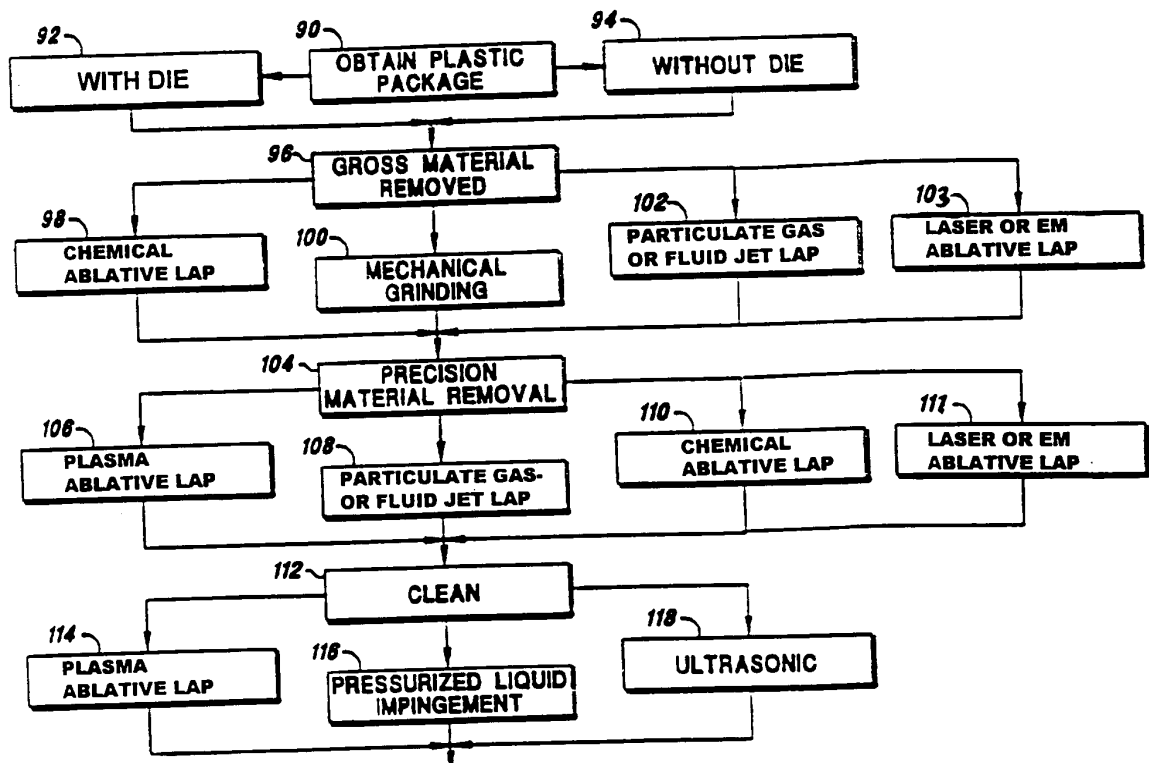 92
90
94
WITH DIE
OBTAIN PLASTIC
PACKAGE
WITHOUT DIE
96
GROSS MATERIAL
REMOVED
98
CHEMICAL
ABLATIVE LAP
100
MECHANICAL
GRINDING
102
PARTICULATE GAS
OR FLUID JET LAP
103
LASER OR EM
ABLATIVE LAP
104
PRECISION
MATERIAL REMOVAL
106
PLASMA
ABLATIVE LAP
108
PARTICULATE GAS-
OR FLUID JET LAP
110
CHEMICAL
ABLATIVE LAP
111
LASER OR EM
ABLATIVE LAP
112
CLEAN
114
PLASMA
ABLATIVE LAP
116
PRESSURIZED LIQUID
IMPINGEMENT
118
ULTRASONIC